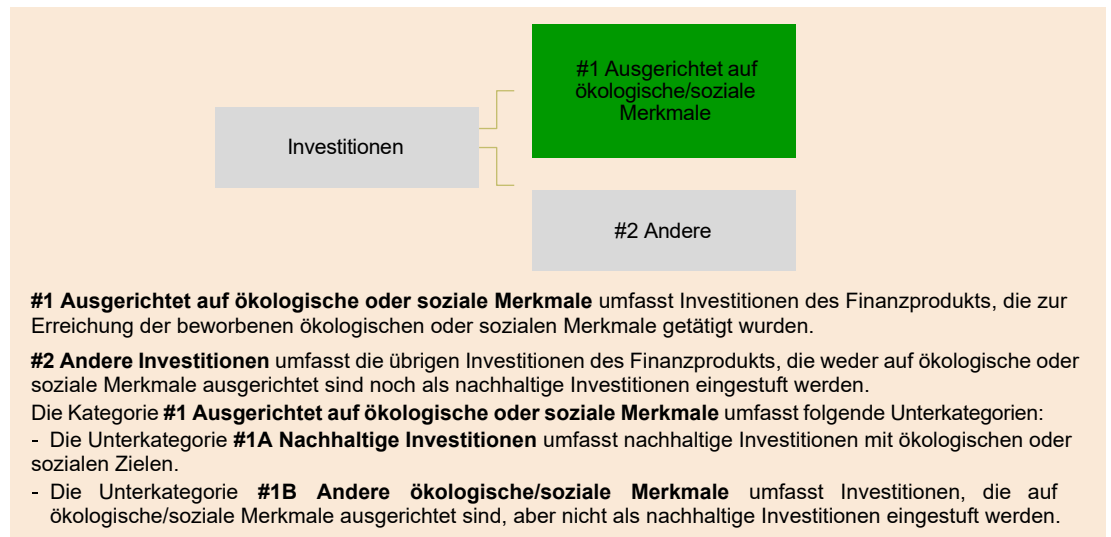 #1 Ausgerichtet auf
ökologische/soziale
Merkmale
Investitionen
#2 Andere
#1 Ausgerichtet auf ökologische oder soziale Merkmale umfasst Investitionen des Finanzprodukts, die zur
Erreichung der beworbenen ökologischen oder sozialen Merkmale getätigt wurden.
#2 Andere Investitionen umfasst die übrigen Investitionen des Finanzprodukts, die weder auf ökologische oder
soziale Merkmale ausgerichtet sind noch als nachhaltige Investitionen eingestuft werden.
Die Kategorie #1 Ausgerichtet auf ökologische oder soziale Merkmale umfasst folgende Unterkategorien:
- Die Unterkategorie #1A Nachhaltige Investitionen umfasst nachhaltige Investitionen mit ökologischen oder
sozialen Zielen.
- Die Unterkategorie #1B Andere ökologische/soziale Merkmale umfasst Investitionen, die auf
ökologische/soziale Merkmale ausgerichtet sind, aber nicht als nachhaltige Investitionen eingestuft werden.